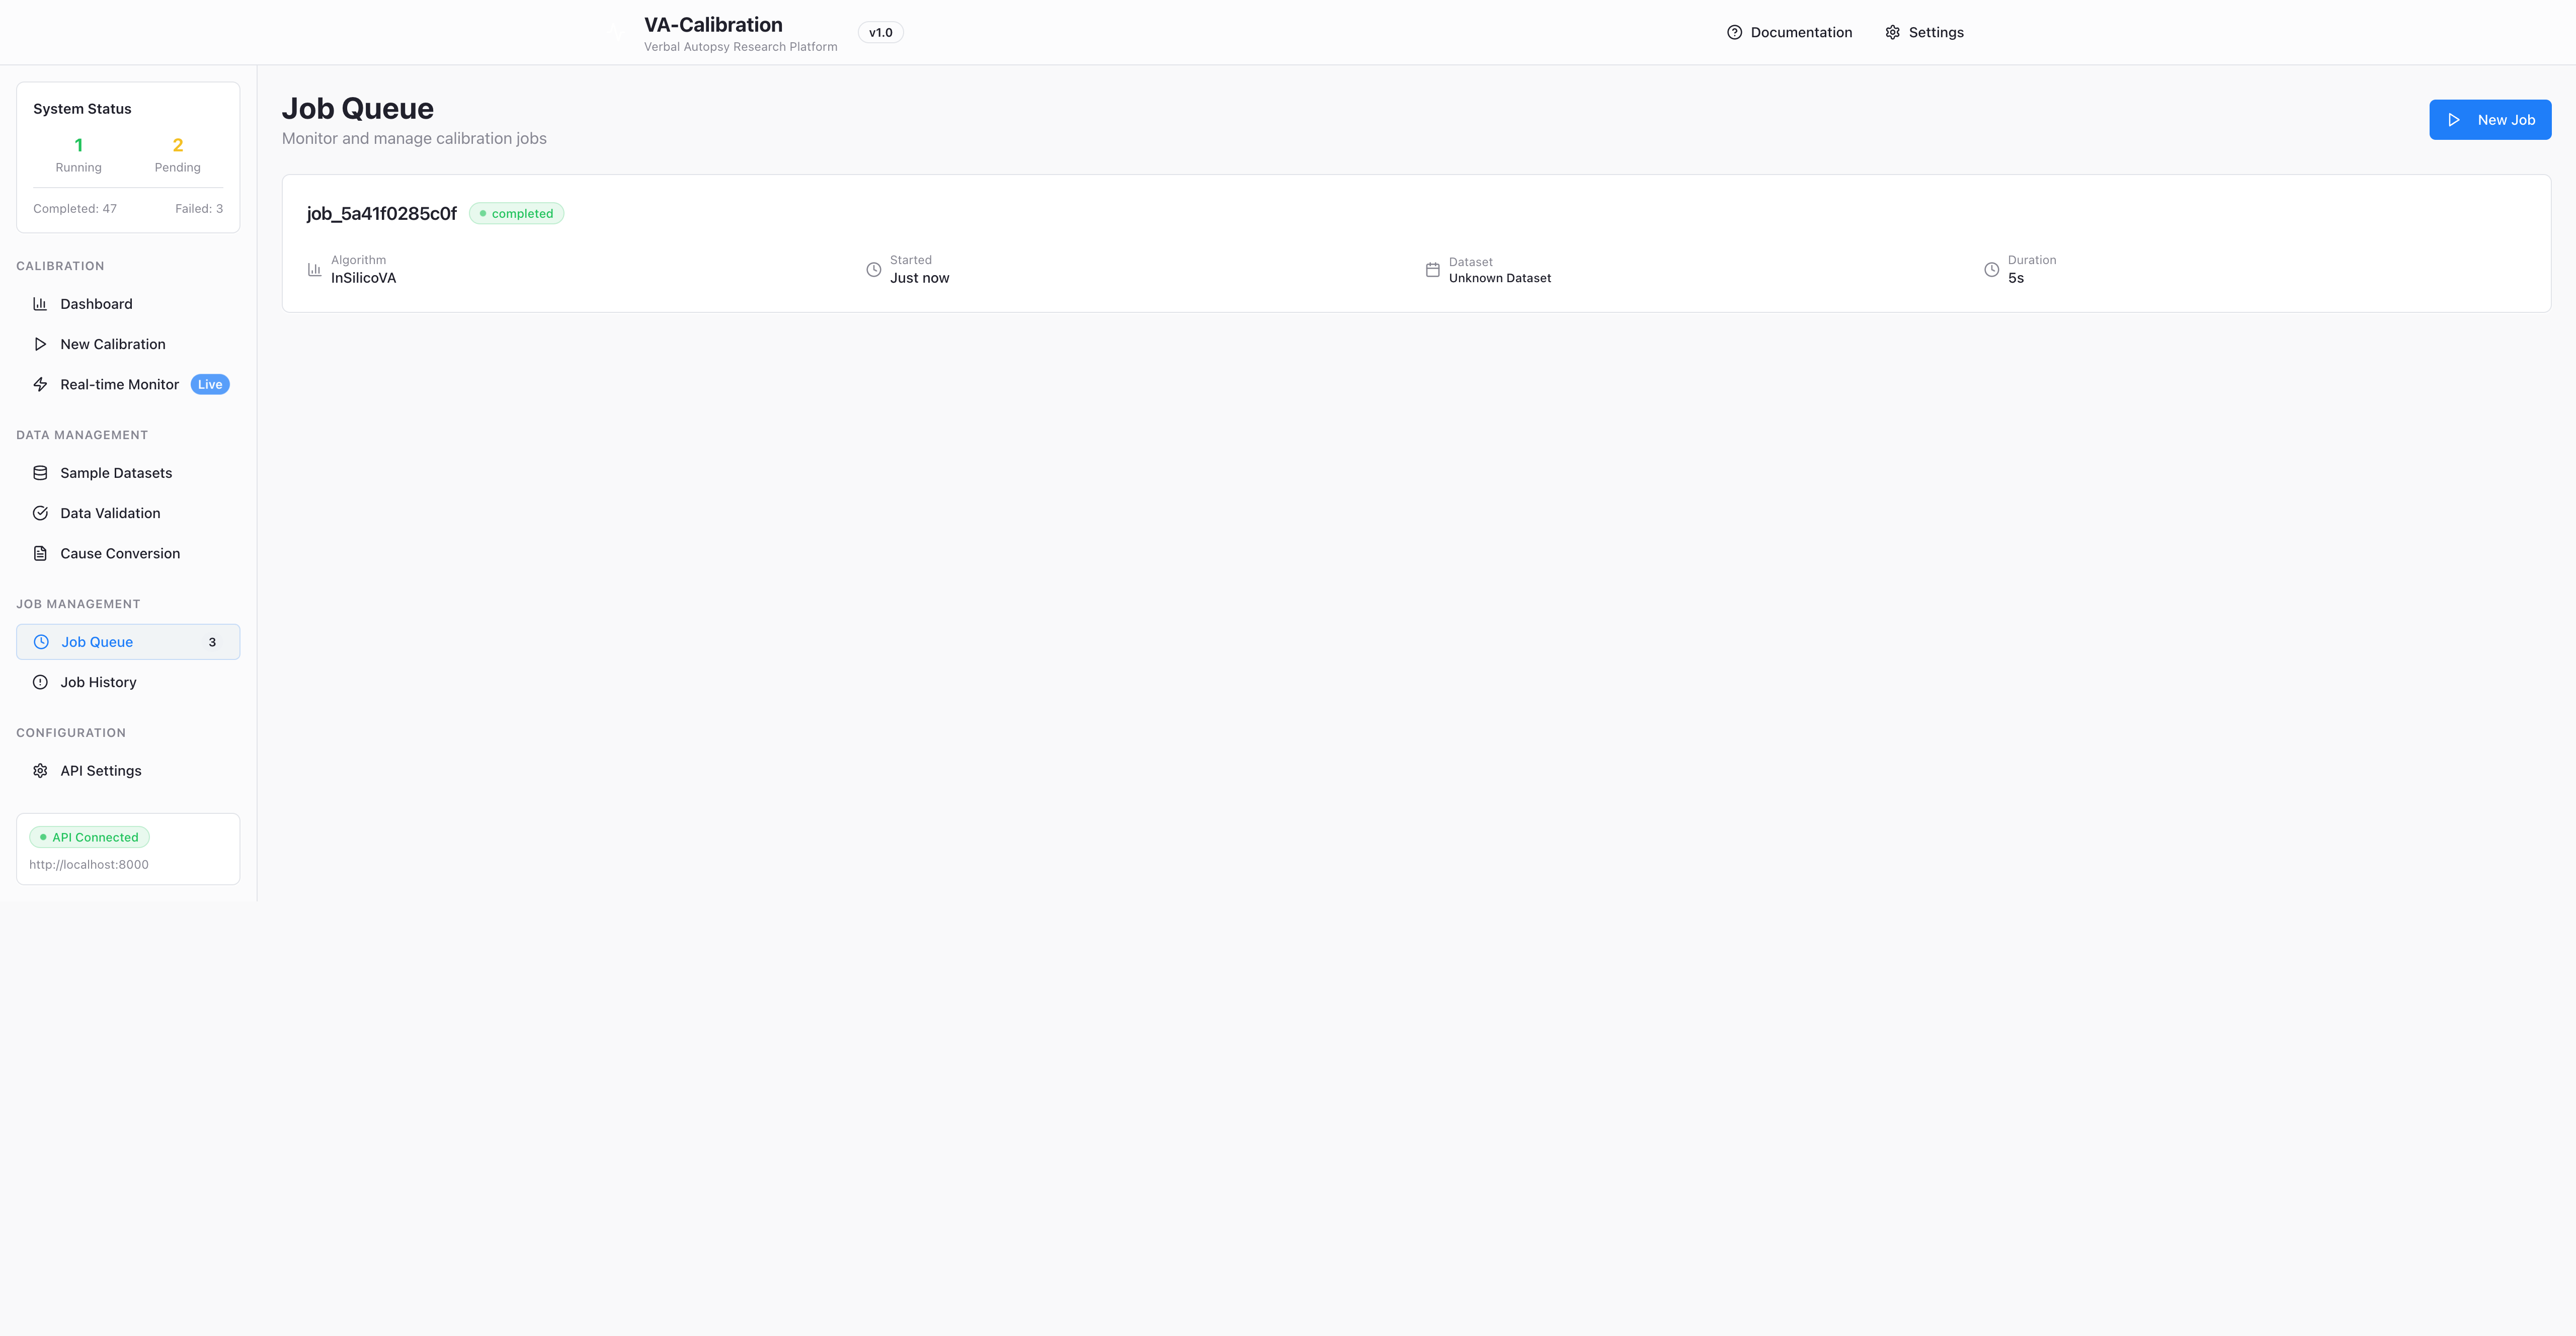 VA-Calibration
Verbal Autopsy Research Platform
v1.0
Documentation
Settings
System Status
1
Running
2
Pending
Completed: 47
Failed: 3
CALIBRATION
Dashboard
New Calibration
Real-time Monitor Live
DATA MANAGEMENT
Sample Datasets
Data Validation
Cause Conversion
JOB MANAGEMENT
Job Queue 3
Job History
CONFIGURATION
API Settings
API Connected
http://localhost:8000
Job Queue
Monitor and manage calibration jobs
New Job
job_5a41f0285c0f completed
Algorithm
InSilicoVA
Started
Just now
Dataset
Unknown Dataset
Duration
5s